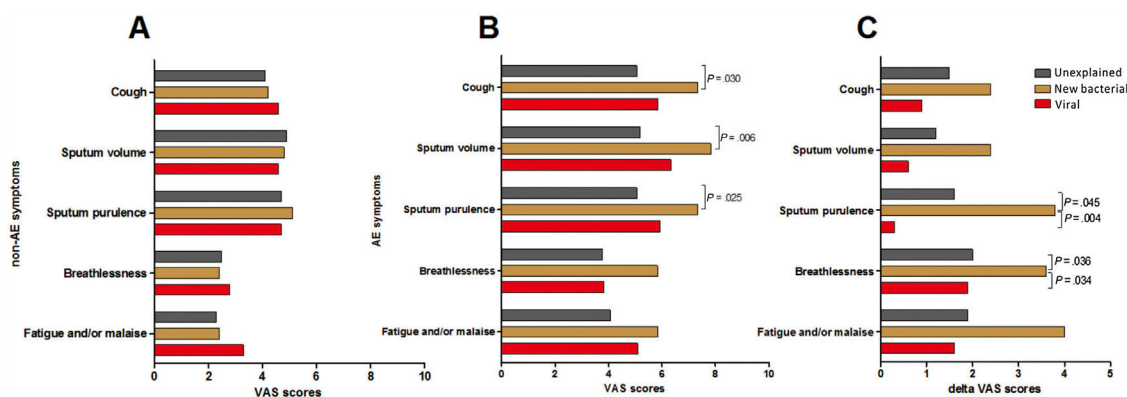 A
non-AE symptoms
Cough
Sputum volume
Sputum purulence
Breathlessness
Fatigue and/or malaise
0 2 4 6 8 10
VAS scores
B
AE symptoms
Cough
Sputum volume
Sputum purulence
Breathlessness
Fatigue and/or malaise
P = .030
P = .006
P = .025
0 2 4 6 8 10
VAS scores
C
Cough
Sputum volume
Sputum purulence
Breathlessness
Fatigue and/or malaise
P = .045
P = .004
P = .036
P = .034
0 1 2 3 4 5
delta VAS scores
Unexplained
New bacterial
Viral